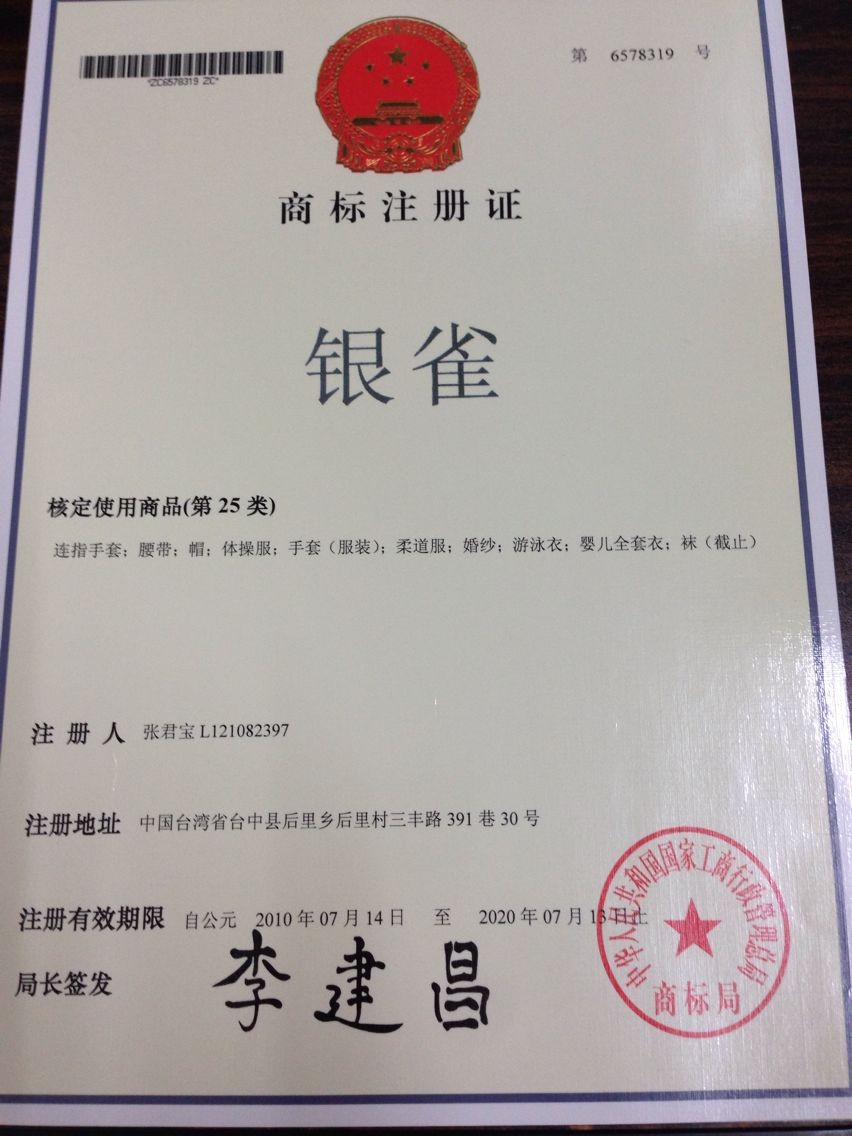 *ZC6578319 ZC*
第 6578319 号
商标注册证
银雀
核定使用商品(第 25 类)
连指手套；腰带；帽；体操服；手套（服装）；柔道服；婚纱；游泳衣；婴儿全套衣；袜（截止）
注册人 张君宝 L121082397
注册地址 中国台湾省台中县后里乡后里村三丰路 391 巷 30 号
注册有效期限 自公元 2010 年 07 月 14 日 至 2020 年 07 月 13 日止
局长签发 李建昌
中华人民共和国国家工商行政管理总局
商标局